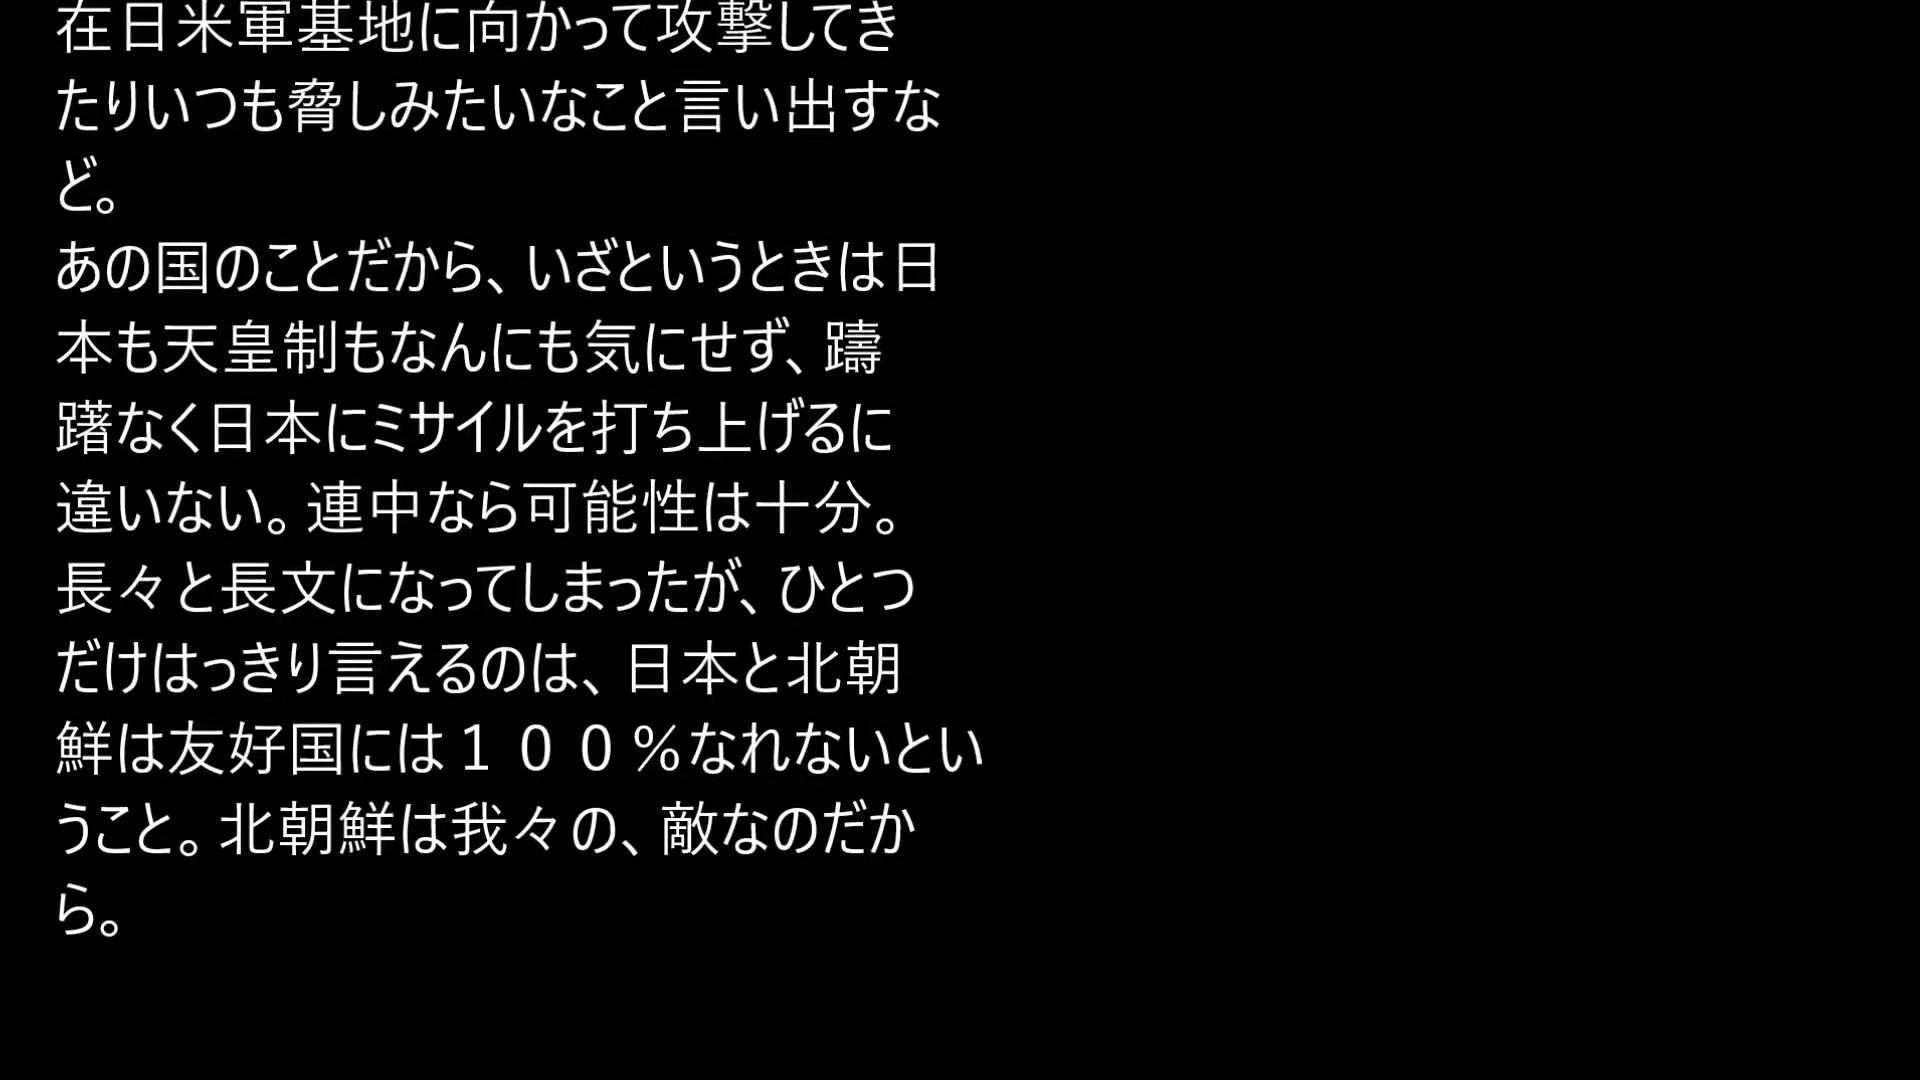 在日米軍基地に向かって攻撃してき
たりいつも脅しみたいなこと言い出すな
ど。
あの国のことだから、いざというときは日
本も天皇制もなんにも気にせず、躊
躇なく日本にミサイルを打ち上げるに
違いない。連中なら可能性は十分。
長々と長文になってしまったが、ひとつ
だけはっきり言えるのは、日本と北朝
鮮は友好国には１００％なれないとい
うこと。北朝鮮は我々の、敵なのだか
ら。